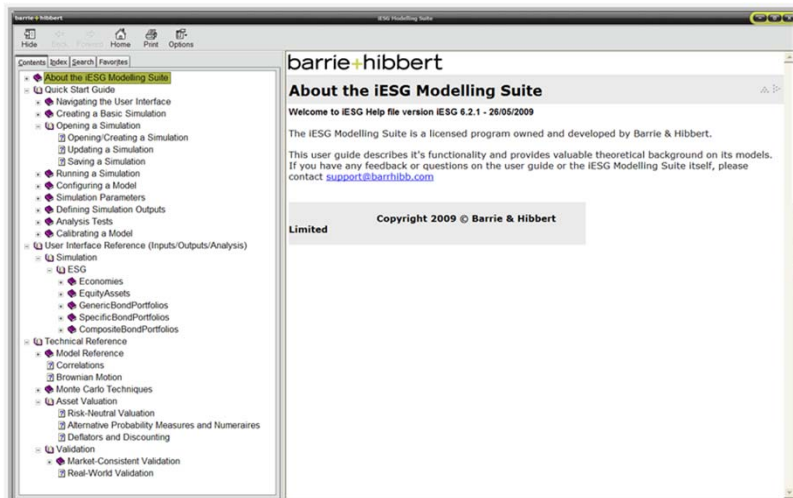 barrie+hibbert
iESG Modelling Suite
Hide Back Forward Home Print Options
Contents Index Search Favorites
About the iESG Modelling Suite
Quick Start Guide
Navigating the User Interface
Creating a Basic Simulation
Opening a Simulation
Opening/Creating a Simulation
Updating a Simulation
Saving a Simulation
Running a Simulation
Configuring a Model
Simulation Parameters
Defining Simulation Outputs
Analysis Tests
Calibrating a Model
User Interface Reference (Inputs/Outputs/Analysis)
Simulation
ESG
Economies
EquityAssets
GenericBondPortfolios
SpecificBondPortfolios
CompositeBondPortfolios
Technical Reference
Model Reference
Correlations
Brownian Motion
Monte Carlo Techniques
Asset Valuation
Risk-Neutral Valuation
Alternative Probability Measures and Numeraires
Deflators and Discounting
Validation
Market-Consistent Validation
Real-World Validation
barrie+hibbert
About the iESG Modelling Suite
Welcome to iESG Help file version iESG 6.2.1 - 26/05/2009
The iESG Modelling Suite is a licensed program owned and developed by Barrie & Hibbert.
This user guide describes it's functionality and provides valuable theoretical background on its models.
If you have any feedback or questions on the user guide or the iESG Modelling Suite itself, please
contact support@barrhibb.com
Copyright 2009 © Barrie & Hibbert
Limited